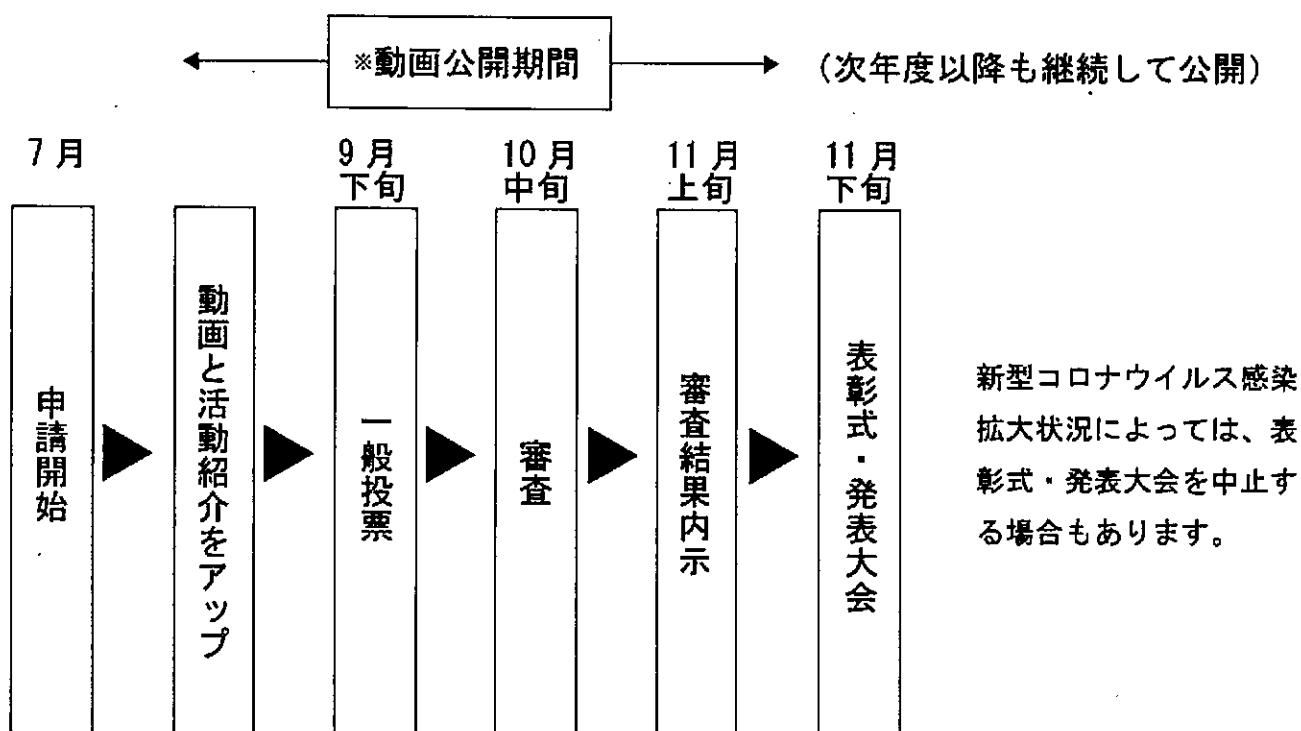 ※動画公開期間
（次年度以降も継続して公開）
7月
9月
下旬
10月
中旬
11月
上旬
11月
下旬
申請開始
動画と活動紹介をアップ
一般投票
審査
審査結果内示
表彰式・発表大会
新型コロナウイルス感染
拡大状況によっては、表
彰式・発表大会を中止す
る場合もあります。